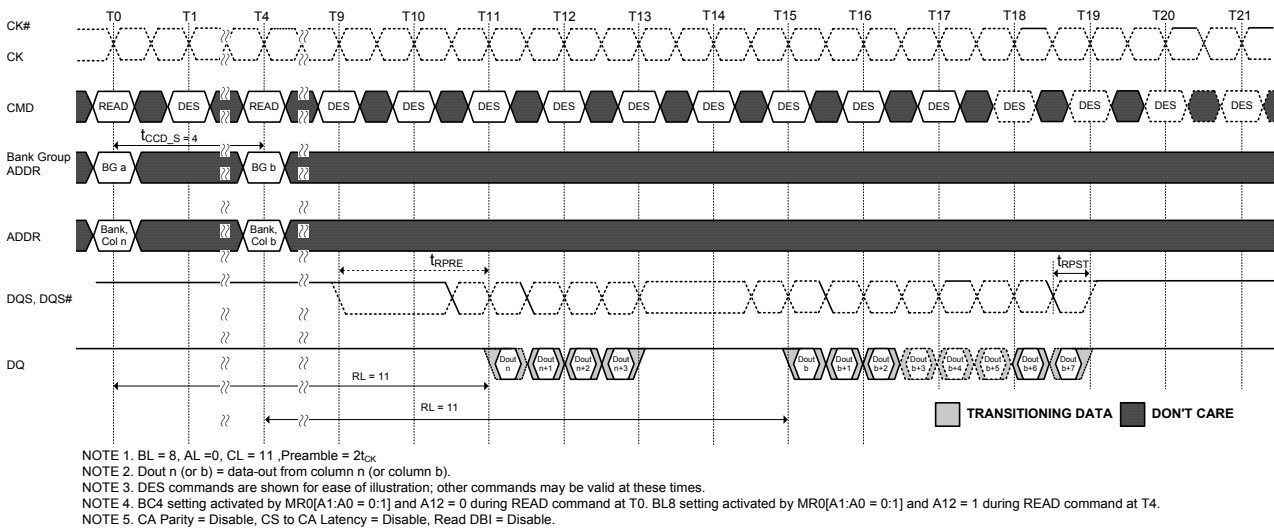 T0 T1 T4 T9 T10 T11 T12 T13 T14 T15 T16 T17 T18 T19 T20 T21
CK#
CK
CMD READ DES READ DES DES DES DES DES DES DES DES DES DES DES DES DES
tCCD_S = 4
Bank Group
ADDR
BG a BG b
ADDR
Bank,
Col n
Bank,
Col b
tRPRE tRPST
DQS, DQS#
DQ
Dout
n
Dout
n+1
Dout
n+2
Dout
n+3
Dout
b
Dout
b+1
Dout
b+2
Dout
b+3
Dout
b+4
Dout
b+5
Dout
b+6
Dout
b+7
RL = 11
RL = 11
TRANSITIONING DATA DON'T CARE
NOTE 1. BL = 8, AL =0, CL = 11 ,Preamble = 2tCK
NOTE 2. Dout n (or b) = data-out from column n (or column b).
NOTE 3. DES commands are shown for ease of illustration; other commands may be valid at these times.
NOTE 4. BC4 setting activated by MR0[A1:A0 = 0:1] and A12 = 0 during READ command at T0. BL8 setting activated by MR0[A1:A0 = 0:1] and A12 = 1 during READ command at T4.
NOTE 5. CA Parity = Disable, CS to CA Latency = Disable, Read DBI = Disable.